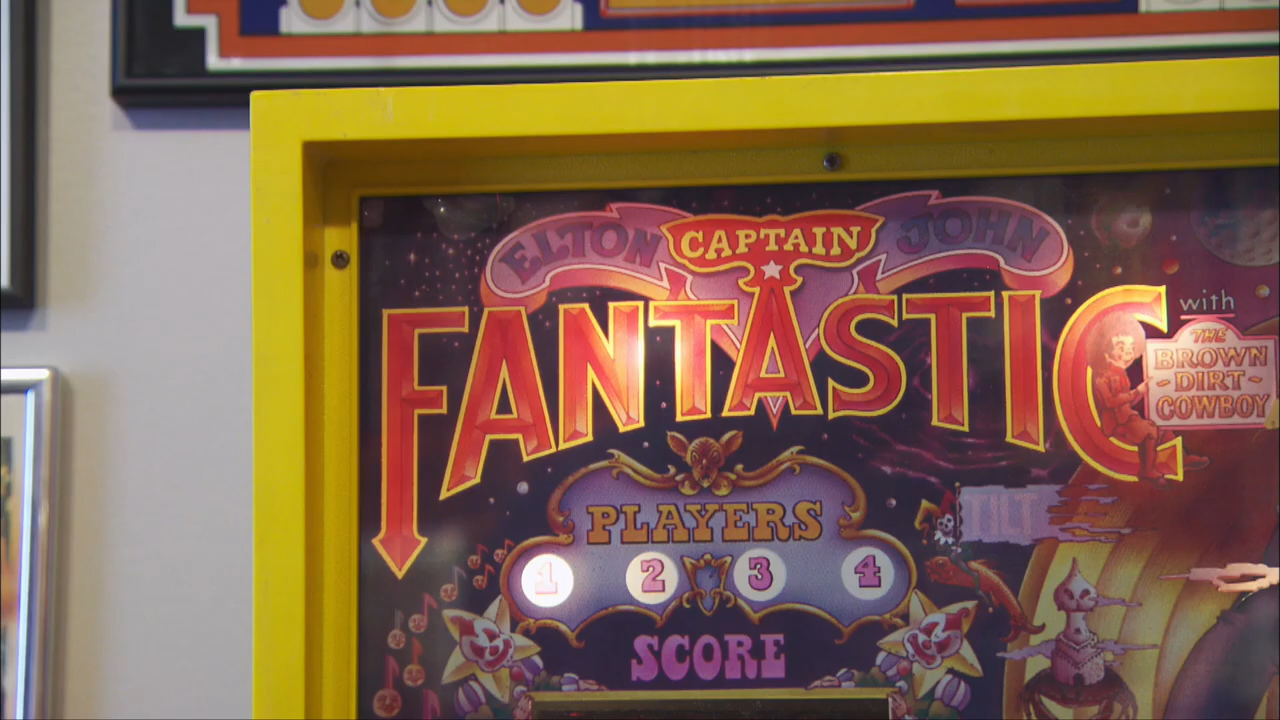 ELTON CAPTAIN JOHN
FANTASTIC
with
THE
BROWN
- DIRT -
COWBOY
PLAYERS
TILT
1 2 3 4
SCORE